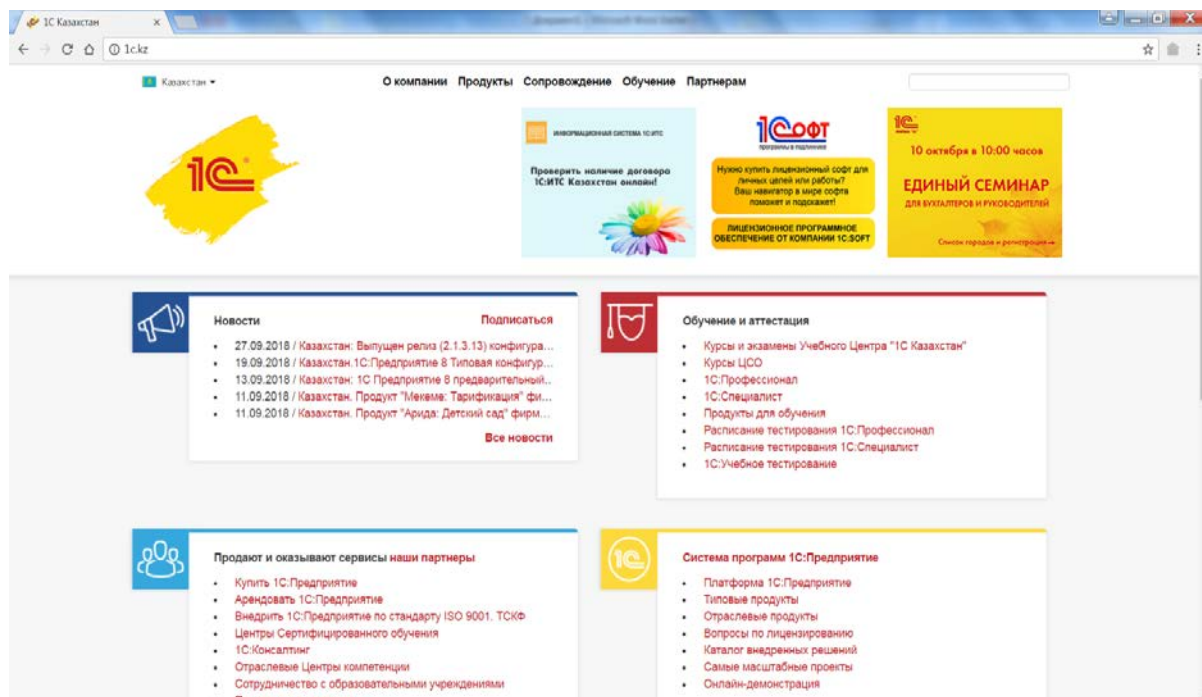 1С Казахстан
1c.kz
Казахстан
О компании Продукты Сопровождение Обучение Партнерам
1С
ИНФОРМАЦИОННАЯ СИСТЕМА 1С:ИТС
Проверить наличие договора
1С:ИТС Казахстан онлайн!
1СОФТ
Нужно купить лицензионный софт для
личных целей или работы?
Ваш навигатор в мире софта
поможет и подскажет!
ЛИЦЕНЗИОННОЕ ПРОГРАММНОЕ
ОБЕСПЕЧЕНИЕ ОТ КОМПАНИИ 1С:SOFT
1С
10 октября в 10:00 часов
ЕДИНЫЙ СЕМИНАР
ДЛЯ БУХГАЛТЕРОВ И РУКОВОДИТЕЛЕЙ
Список городов и регистрация
Новости Подписаться
27.09.2018 / Казахстан: Выпущен релиз (2.1.3.13) конфигура...
19.09.2018 / Казахстан.1С:Предприятие 8 Типовая конфигур...
13.09.2018 / Казахстан: 1С Предприятие 8 предварительный...
11.09.2018 / Казахстан. Продукт "Мекеме: Тарификация" фи...
11.09.2018 / Казахстан. Продукт "Арида: Детский сад" фирм...
Все новости
Обучение и аттестация
Курсы и экзамены Учебного Центра "1С Казахстан"
Курсы ЦСО
1С:Профессионал
1С:Специалист
Продукты для обучения
Расписание тестирования 1С:Профессионал
Расписание тестирования 1С:Специалист
1С:Учебное тестирование
Продают и оказывают сервисы наши партнеры
Купить 1С:Предприятие
Арендовать 1С:Предприятие
Внедрить 1С:Предприятие по стандарту ISO 9001. ТСКФ
Центры Сертифицированного обучения
1С:Консалтинг
Отраслевые Центры компетенции
Сотрудничество с образовательными учреждениями
1С
Система программ 1С:Предприятие
Платформа 1С:Предприятие
Типовые продукты
Отраслевые продукты
Вопросы по лицензированию
Каталог внедренных решений
Самые масштабные проекты
Онлайн-демонстрация